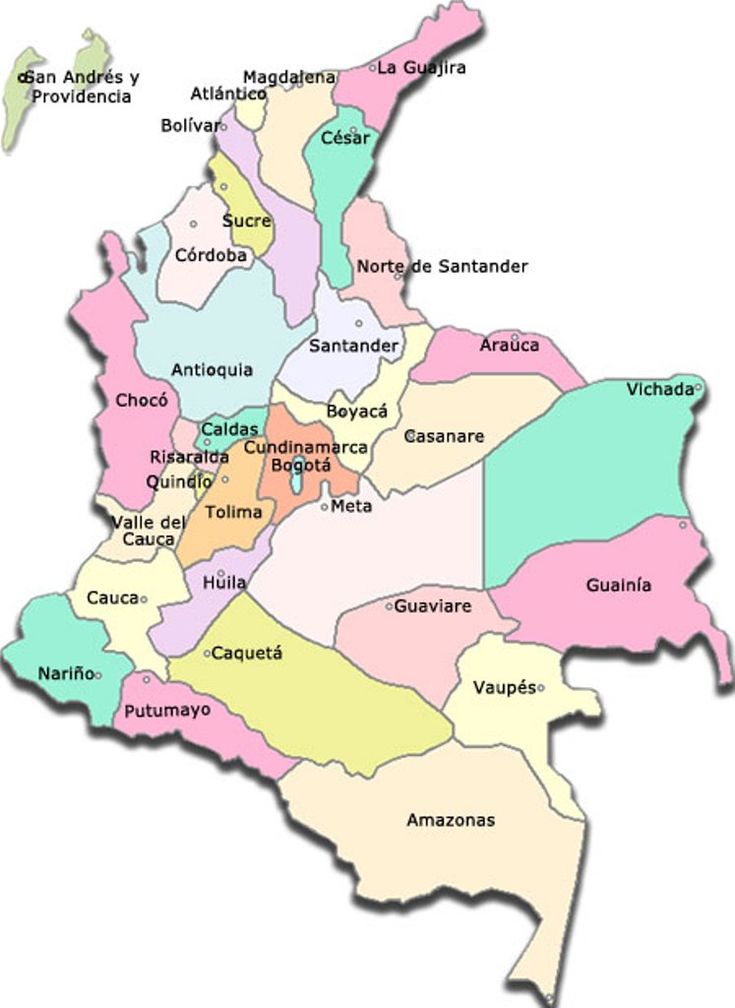 La Guajira
San Andrés y
Providencia
Magdalena
Atlántico
Bolívar
César
Sucre
Córdoba
Norte de Santander
Santander
Arauca
Antioquia
Vichada
Chocó
Boyacá
Caldas
Casanare
Cundinamarca
Bogotá
Risaralda
Quindío
Meta
Tolima
Valle del
Cauca
Huila
Guainía
Cauca
Guaviare
Caquetá
Nariño
Vaupés
Putumayo
Amazonas